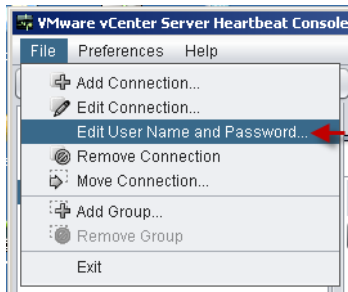 VMware vCenter Server Heartbeat Console
File Preferences Help
Add Connection...
Edit Connection...
Edit User Name and Password...
Remove Connection
Move Connection...
Add Group...
Remove Group
Exit